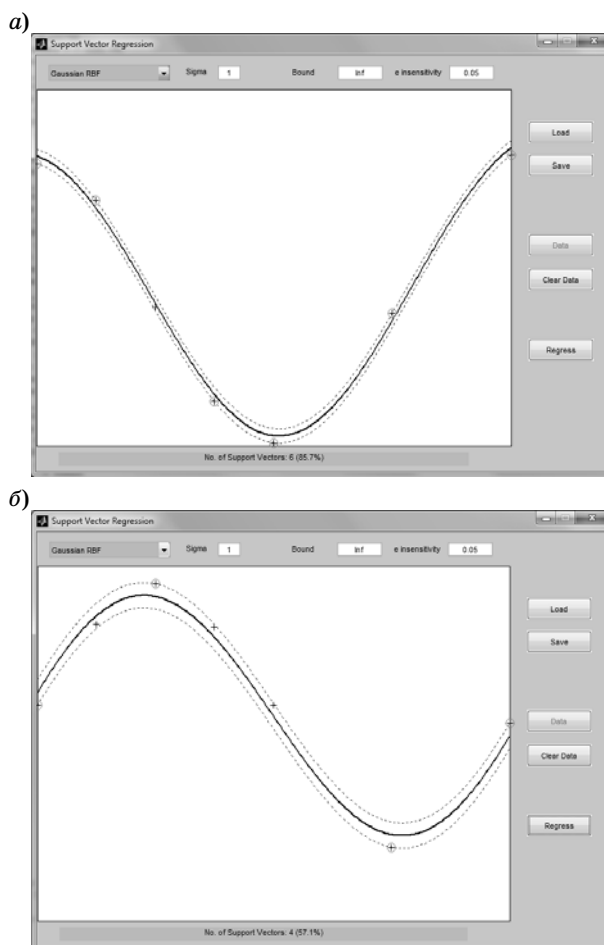 а)
Support Vector Regression
Gaussian RBF Sigma 1 Bound Inf e insensitivity 0.05
Load
Save
Data
Clear Data
Regress
No. of Support Vectors: 6 (85.7%)
б)
Support Vector Regression
Gaussian RBF Sigma 1 Bound Inf e insensitivity 0.05
Load
Save
Data
Clear Data
Regress
No. of Support Vectors: 4 (57.1%)